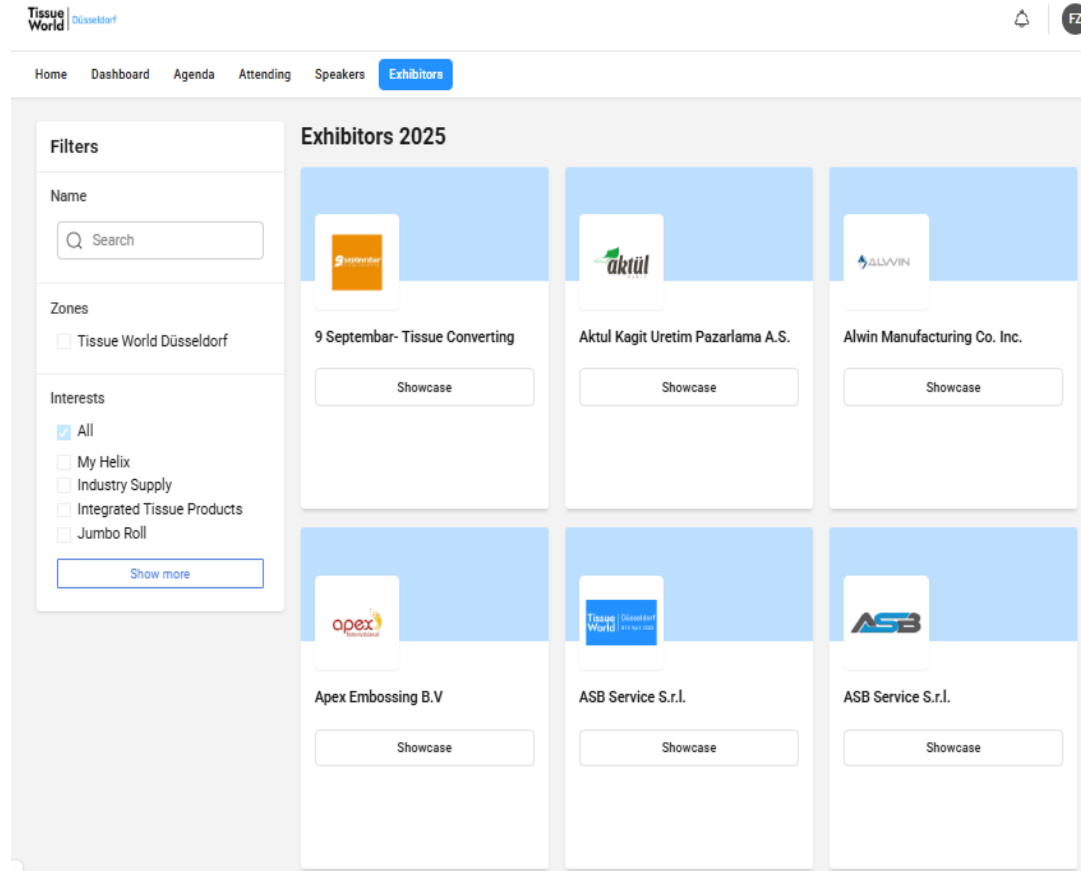 Tissue
World Düsseldorf
FZ
Home Dashboard Agenda Attending Speakers Exhibitors
Filters
Name
Search
Zones
Tissue World Düsseldorf
Interests
All
My Helix
Industry Supply
Integrated Tissue Products
Jumbo Roll
Show more
Exhibitors 2025
9 septembar
aktül
ALWIN
9 Septembar- Tissue Converting
Aktul Kagit Uretim Pazarlama A.S.
Alwin Manufacturing Co. Inc.
Showcase
Showcase
Showcase
apex
International
Tissue
World Düsseldorf
ASB
Apex Embossing B.V
ASB Service S.r.l.
ASB Service S.r.l.
Showcase
Showcase
Showcase